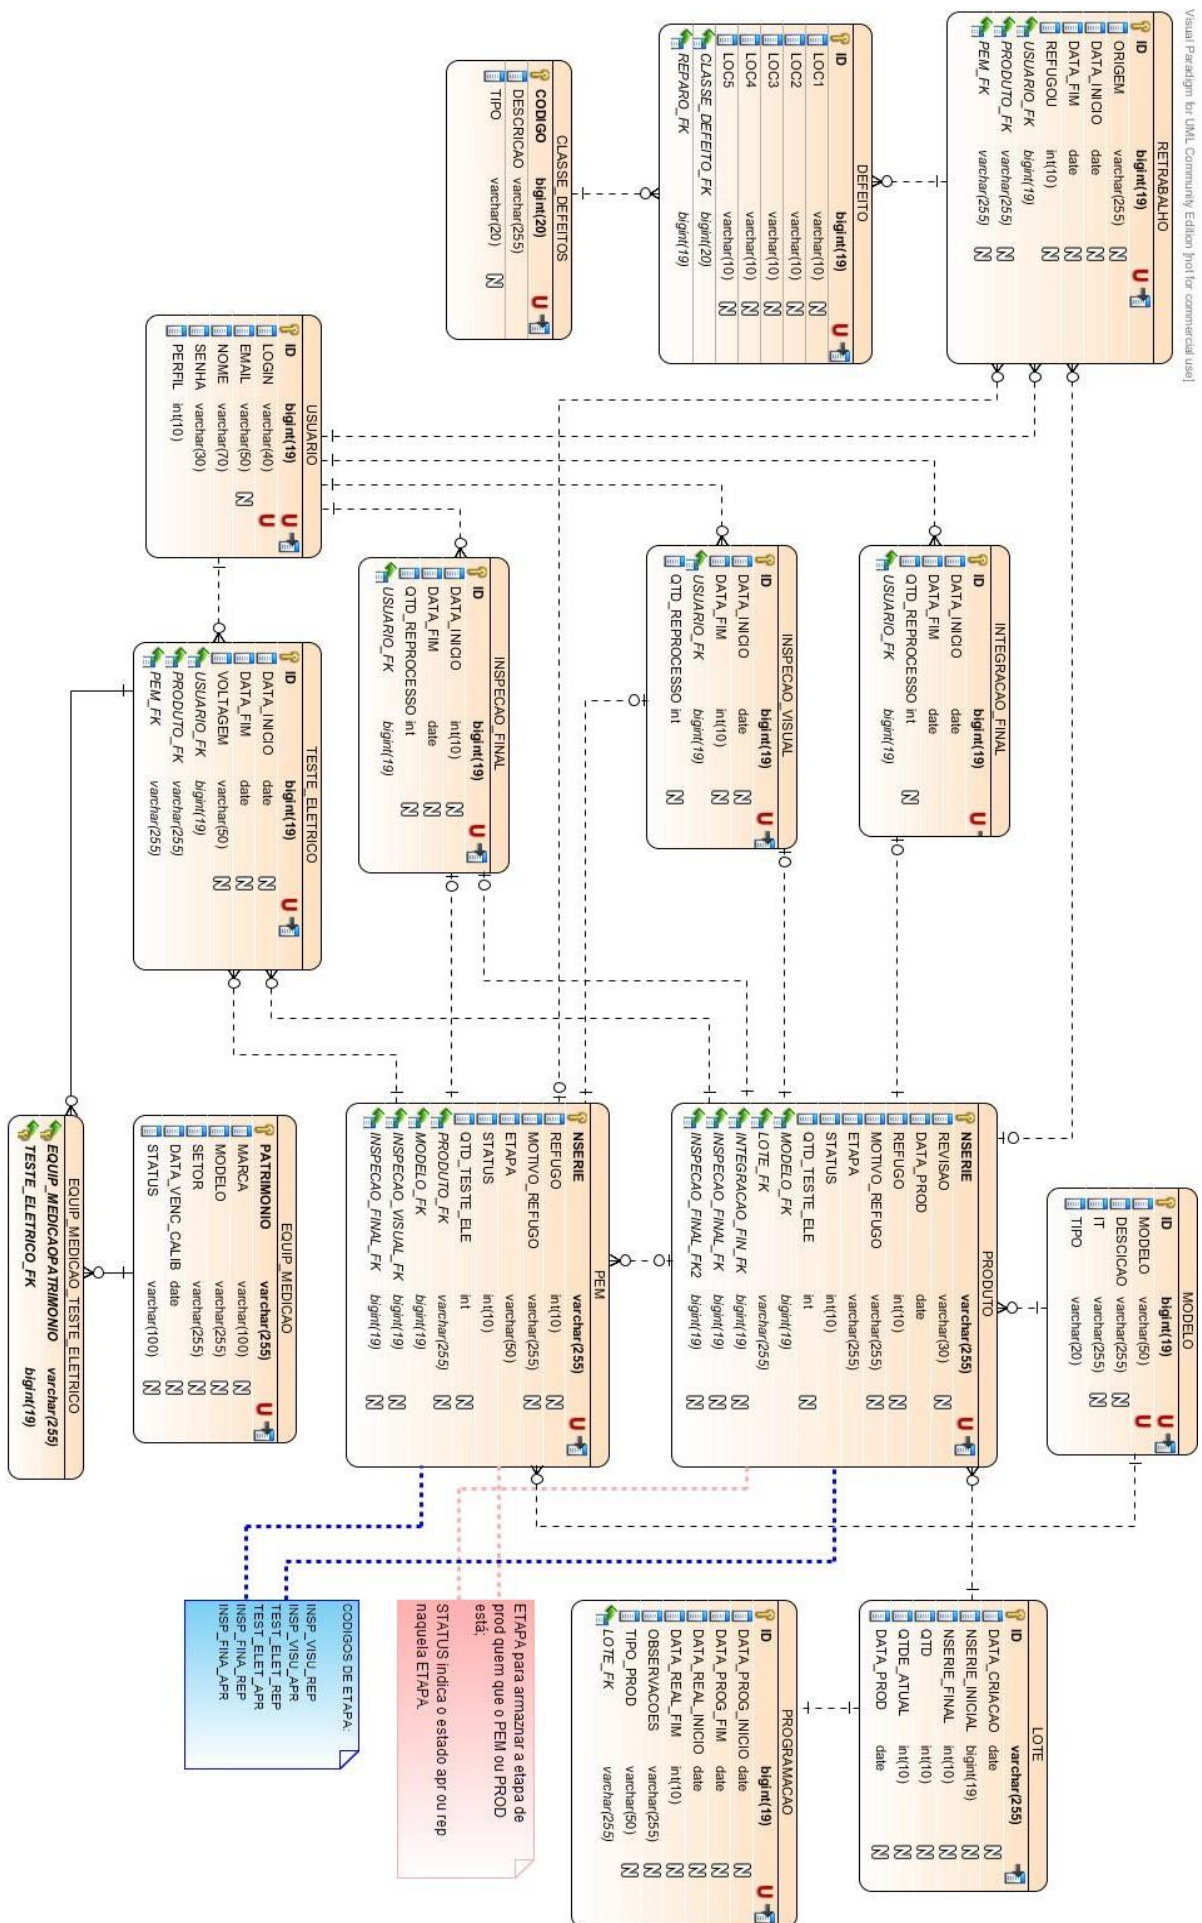 Visual Paradigm for UML Community Edition [not for commercial use]
RETRABALHO
ID bigint(19) U
ORIGEM varchar(255) N
DATA_INICIO date N
DATA_FIM date N
REFUGOU int(10) N
USUARIO_FK bigint(19)
PRODUTO_FK varchar(255) N
PEM_FK varchar(255) N
DEFEITO
ID bigint(19) U
LOC1 varchar(10) N
LOC2 varchar(10) N
LOC3 varchar(10) N
LOC4 varchar(10) N
LOC5 varchar(10) N
CLASSE_DEFEITO_FK bigint(20)
REPARO_FK bigint(19)
CLASSE_DEFEITOS
CODIGO bigint(20) U
DESCRICAO varchar(255)
TIPO varchar(20) N
USUARIO
ID bigint(19) U
LOGIN varchar(40) U
EMAIL varchar(50) N
NOME varchar(70)
SENHA varchar(30)
PERFIL int(10)
INTEGRACAO_FINAL
ID bigint(19) U
DATA_INICIO date
DATA_FIM date
QTD_REPROCESSO int N
USUARIO_FK bigint(19)
INSPECAO_VISUAL
ID bigint(19) U
DATA_INICIO date N
DATA_FIM int(10) N
USUARIO_FK bigint(19)
QTD_REPROCESSO int N
INSPECAO_FINAL
ID bigint(19) U
DATA_INICIO int(10) N
DATA_FIM date N
QTD_REPROCESSO int N
USUARIO_FK bigint(19)
TESTE_ELETRICO
ID bigint(19) U
DATA_INICIO date N
DATA_FIM date N
VOLTAGEM varchar(50) N
USUARIO_FK bigint(19)
PRODUTO_FK varchar(255)
PEM_FK varchar(255)
MODELO
ID bigint(19) U
MODELO varchar(50) U
DESCICAO varchar(255) N
IT varchar(255) N
TIPO varchar(20)
PRODUTO
NSERIE varchar(255) U
REVISAO varchar(30) N
DATA_PROD date
REFUGO int(10) N
MOTIVO_REFUGO varchar(255) N
ETAPA varchar(255)
STATUS int(10)
QTD_TESTE_ELE int N
MODELO_FK bigint(19)
LOTE_FK varchar(255)
INTEGRACAO_FIN_FK bigint(19) N
INSPECAO_FINAL_FK bigint(19) N
INSPECAO_FINAL_FK2 bigint(19) N
PEM
NSERIE varchar(255) U
REFUGO int(10) N
MOTIVO_REFUGO varchar(255) N
ETAPA varchar(50)
STATUS int(10)
QTD_TESTE_ELE int N
PRODUTO_FK varchar(255) N
MODELO_FK bigint(19)
INSPECAO_VISUAL_FK bigint(19) N
INSPECAO_FINAL_FK bigint(19) N
EQUIP_MEDICAO
PATRIMONIO varchar(255) U
MARCA varchar(100) N
MODELO varchar(255) N
SETOR varchar(255) N
DATA_VENC_CALIB date N
STATUS varchar(100) N
EQUIP_MEDICAO_TESTE_ELETRICO
EQUIP_MEDICAOPATRIMONIO varchar(255)
TESTE_ELETRICO_FK bigint(19)
LOTE
ID varchar(255)
DATA_CRIACAO date N
NSERIE_INICIAL bigint(19) N
NSERIE_FINAL int(10) N
QTD int(10) N
QTDE_ATUAL int(10) N
DATA_PROD date N
PROGRAMACAO
ID bigint(19) U
DATA_PROG_INICIO date N
DATA_PROG_FIM date N
DATA_REAL_INICIO date N
DATA_REAL_FIM int(10) N
OBSERVACOES varchar(255) N
TIPO_PROD varchar(50) N
LOTE_FK varchar(255)
ETAPA para armaznar a etapa de
prod quem que o PEM ou PROD
está;
STATUS indica o estado apr ou rep
naquela ETAPA.
CODIGOS DE ETAPA:
INSP_VISU_REP
INSP_VISU_APR
TEST_ELET_REP
TEST_ELET_APR
INSP_FINA_REP
INSP_FINA_APR